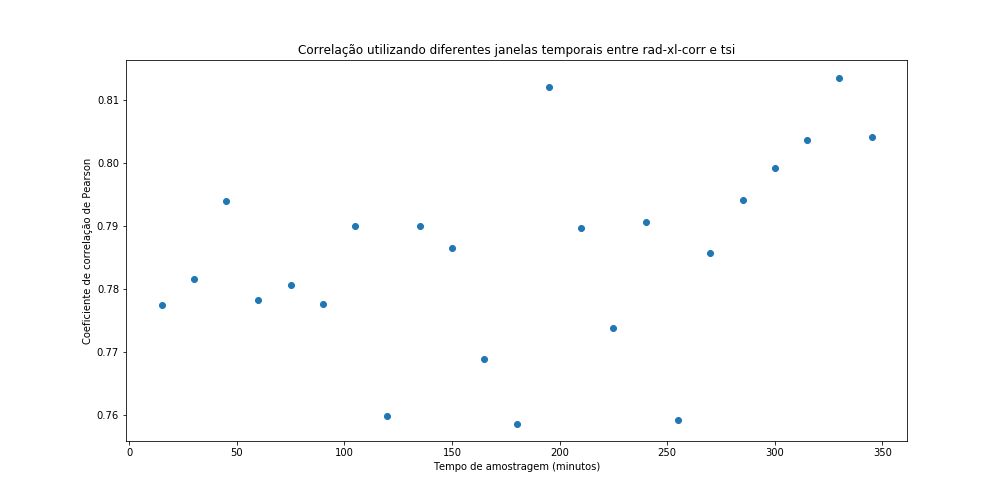 Correlação utilizando diferentes janelas temporais entre rad-xl-corr e tsi
0.81
0.80
0.79
0.78
0.77
0.76
Coeficiente de correlação de Pearson
0 50 100 150 200 250 300 350
Tempo de amostragem (minutos)